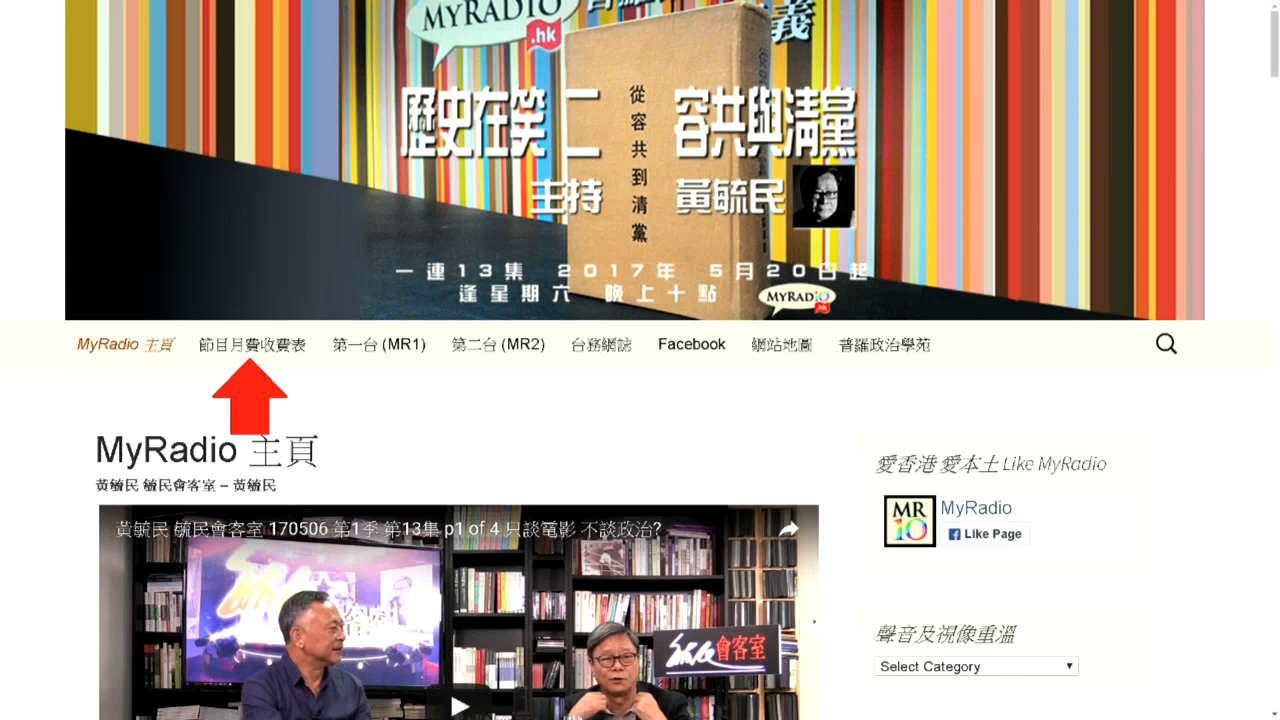 MYRADIO
.hk
義
歷史在笑 二 從容共到清黨 容共與清黨
主持 黃毓民
一連13集 2017年 5月20日起
逢星期六 晚上十點
MYRADIO
MyRadio 主頁 節目月費收費表 第一台 (MR1) 第二台 (MR2) 台務網誌 Facebook 網站地圖 普羅政治學苑
MyRadio 主頁
黃毓民 毓民會客室 – 黃毓民
黃毓民 毓民會客室 170506 第1季 第13集 p1 of 4 只談電影 不談政治?
會客室
愛香港 愛本土 Like MyRadio
MR
10
MyRadio
Like Page
聲音及視像重溫
Select Category